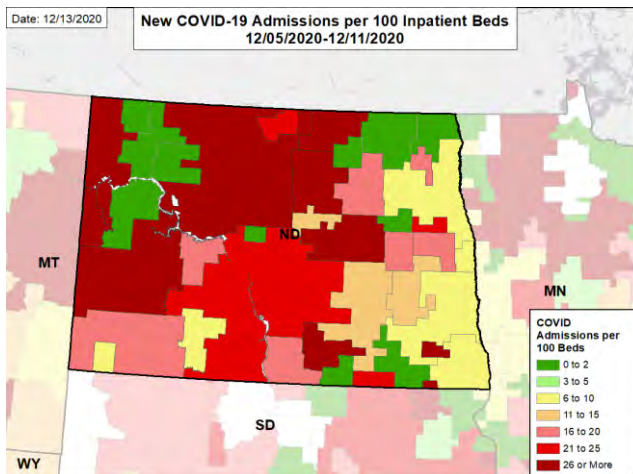 Date: 12/13/2020
New COVID-19 Admissions per 100 Inpatient Beds
12/05/2020-12/11/2020
ND
MT
MN
SD
WY
COVID
Admissions per
100 Beds
0 to 2
3 to 5
6 to 10
11 to 15
16 to 20
21 to 25
26 or More